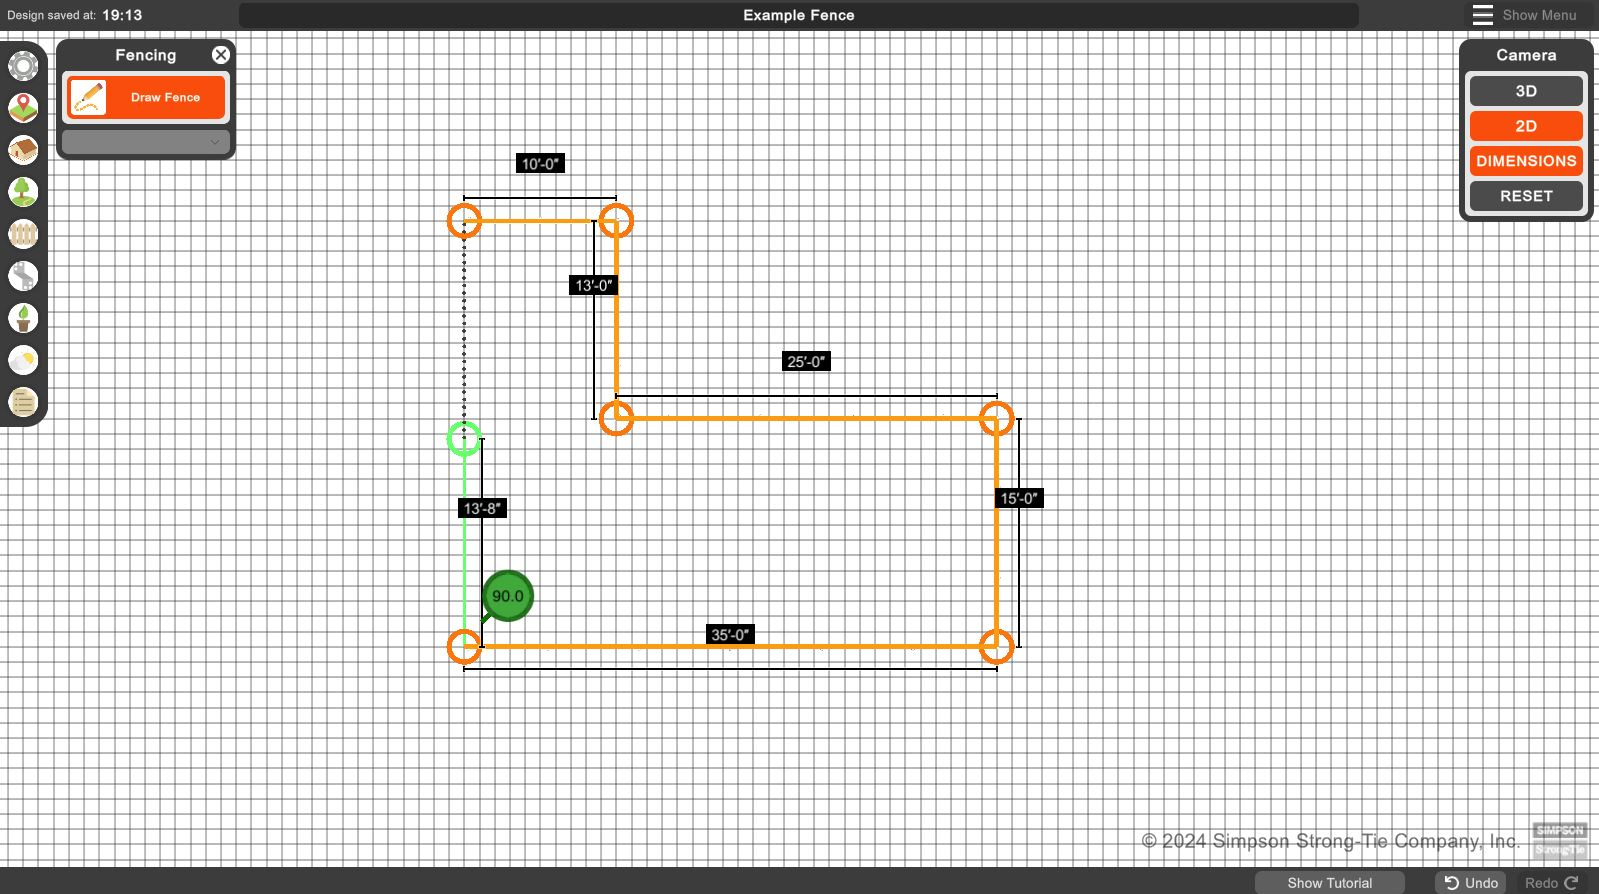 Design saved at: 19:13
Example Fence
Show Menu
Fencing
Draw Fence
Camera
3D
2D
DIMENSIONS
RESET
10'-0"
13'-0"
25'-0"
13'-8"
15'-0"
90.0
35'-0"
© 2024 Simpson Strong-Tie Company, Inc.
SIMPSON
Strong-Tie
Show Tutorial
Undo
Redo